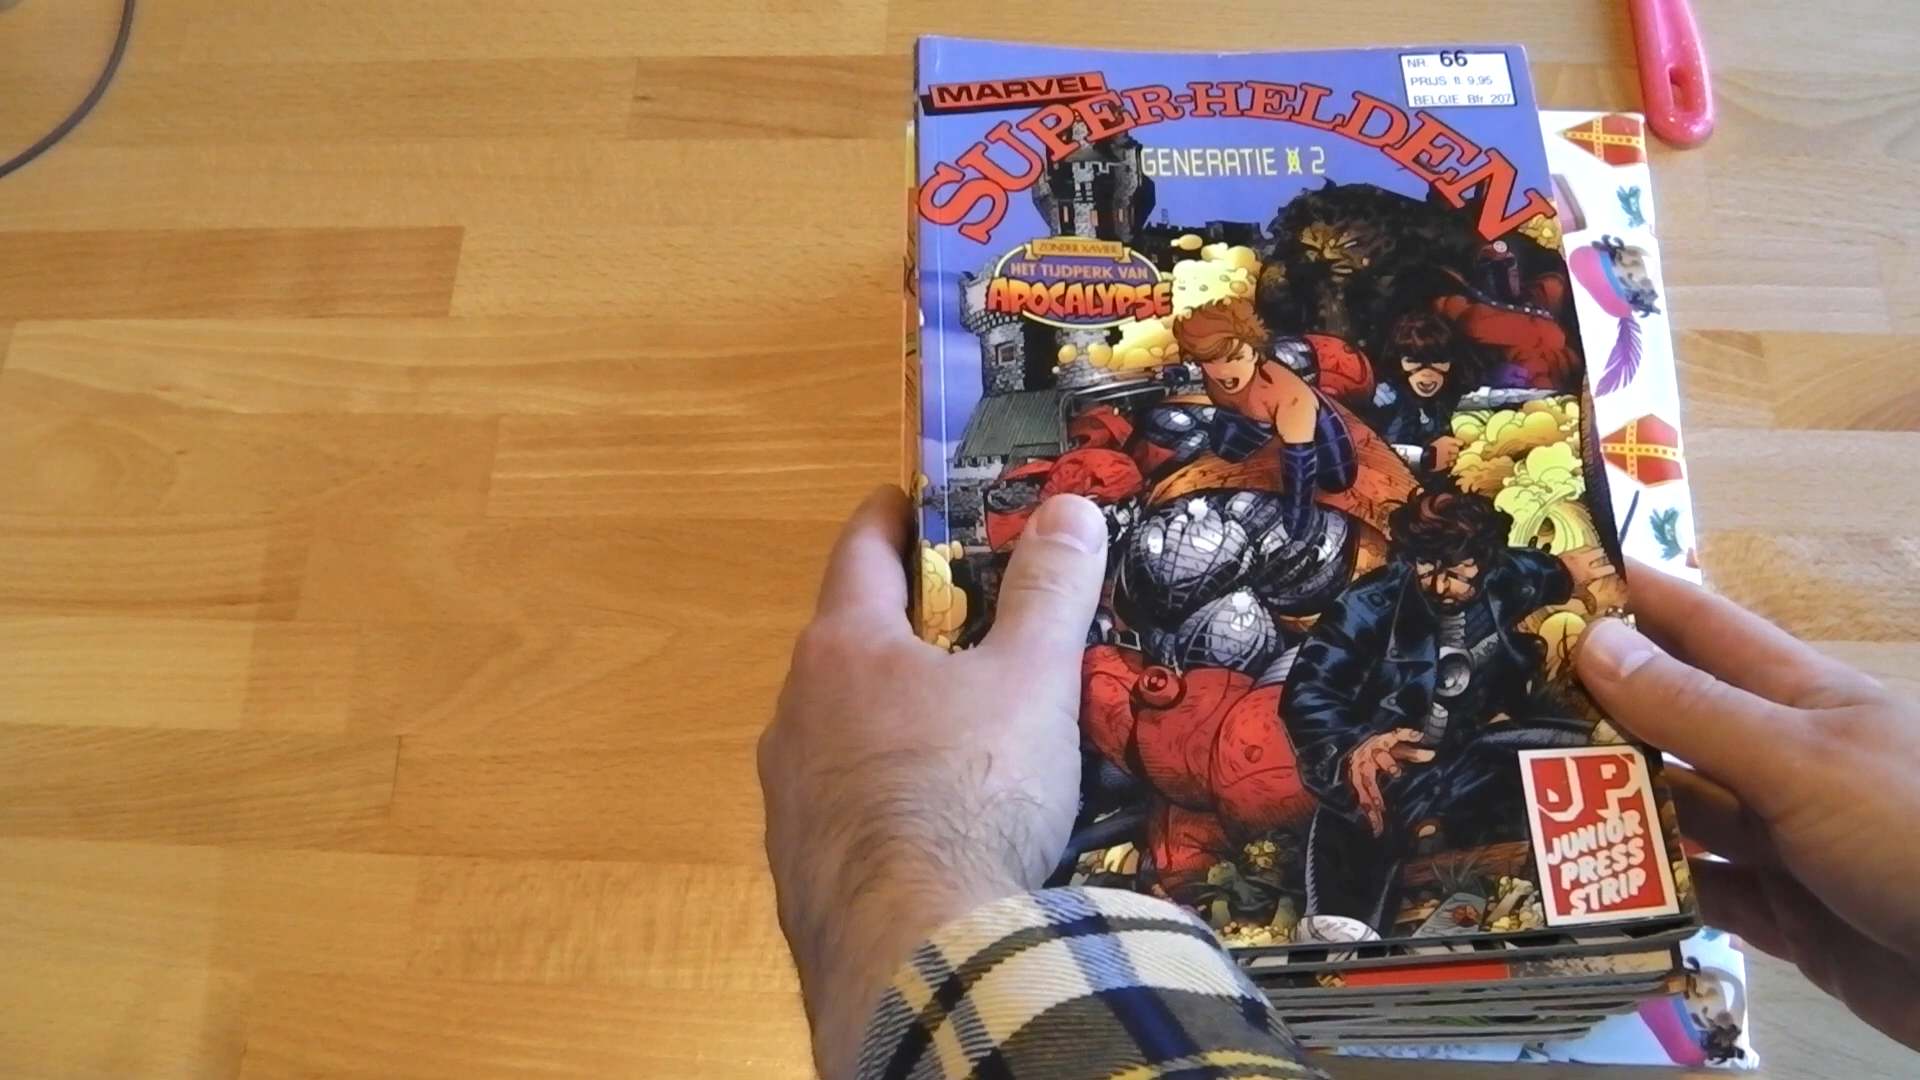 NR. 66
PRIJS fl. 9.95
BELGIE Bfr. 207
MARVEL
SUPER-HELDEN
GENERATIE X 2
ZONDER XAVIER
HET TIJDPERK VAN
APOCALYPSE
JP
JUNIOR
PRESS
STRIP